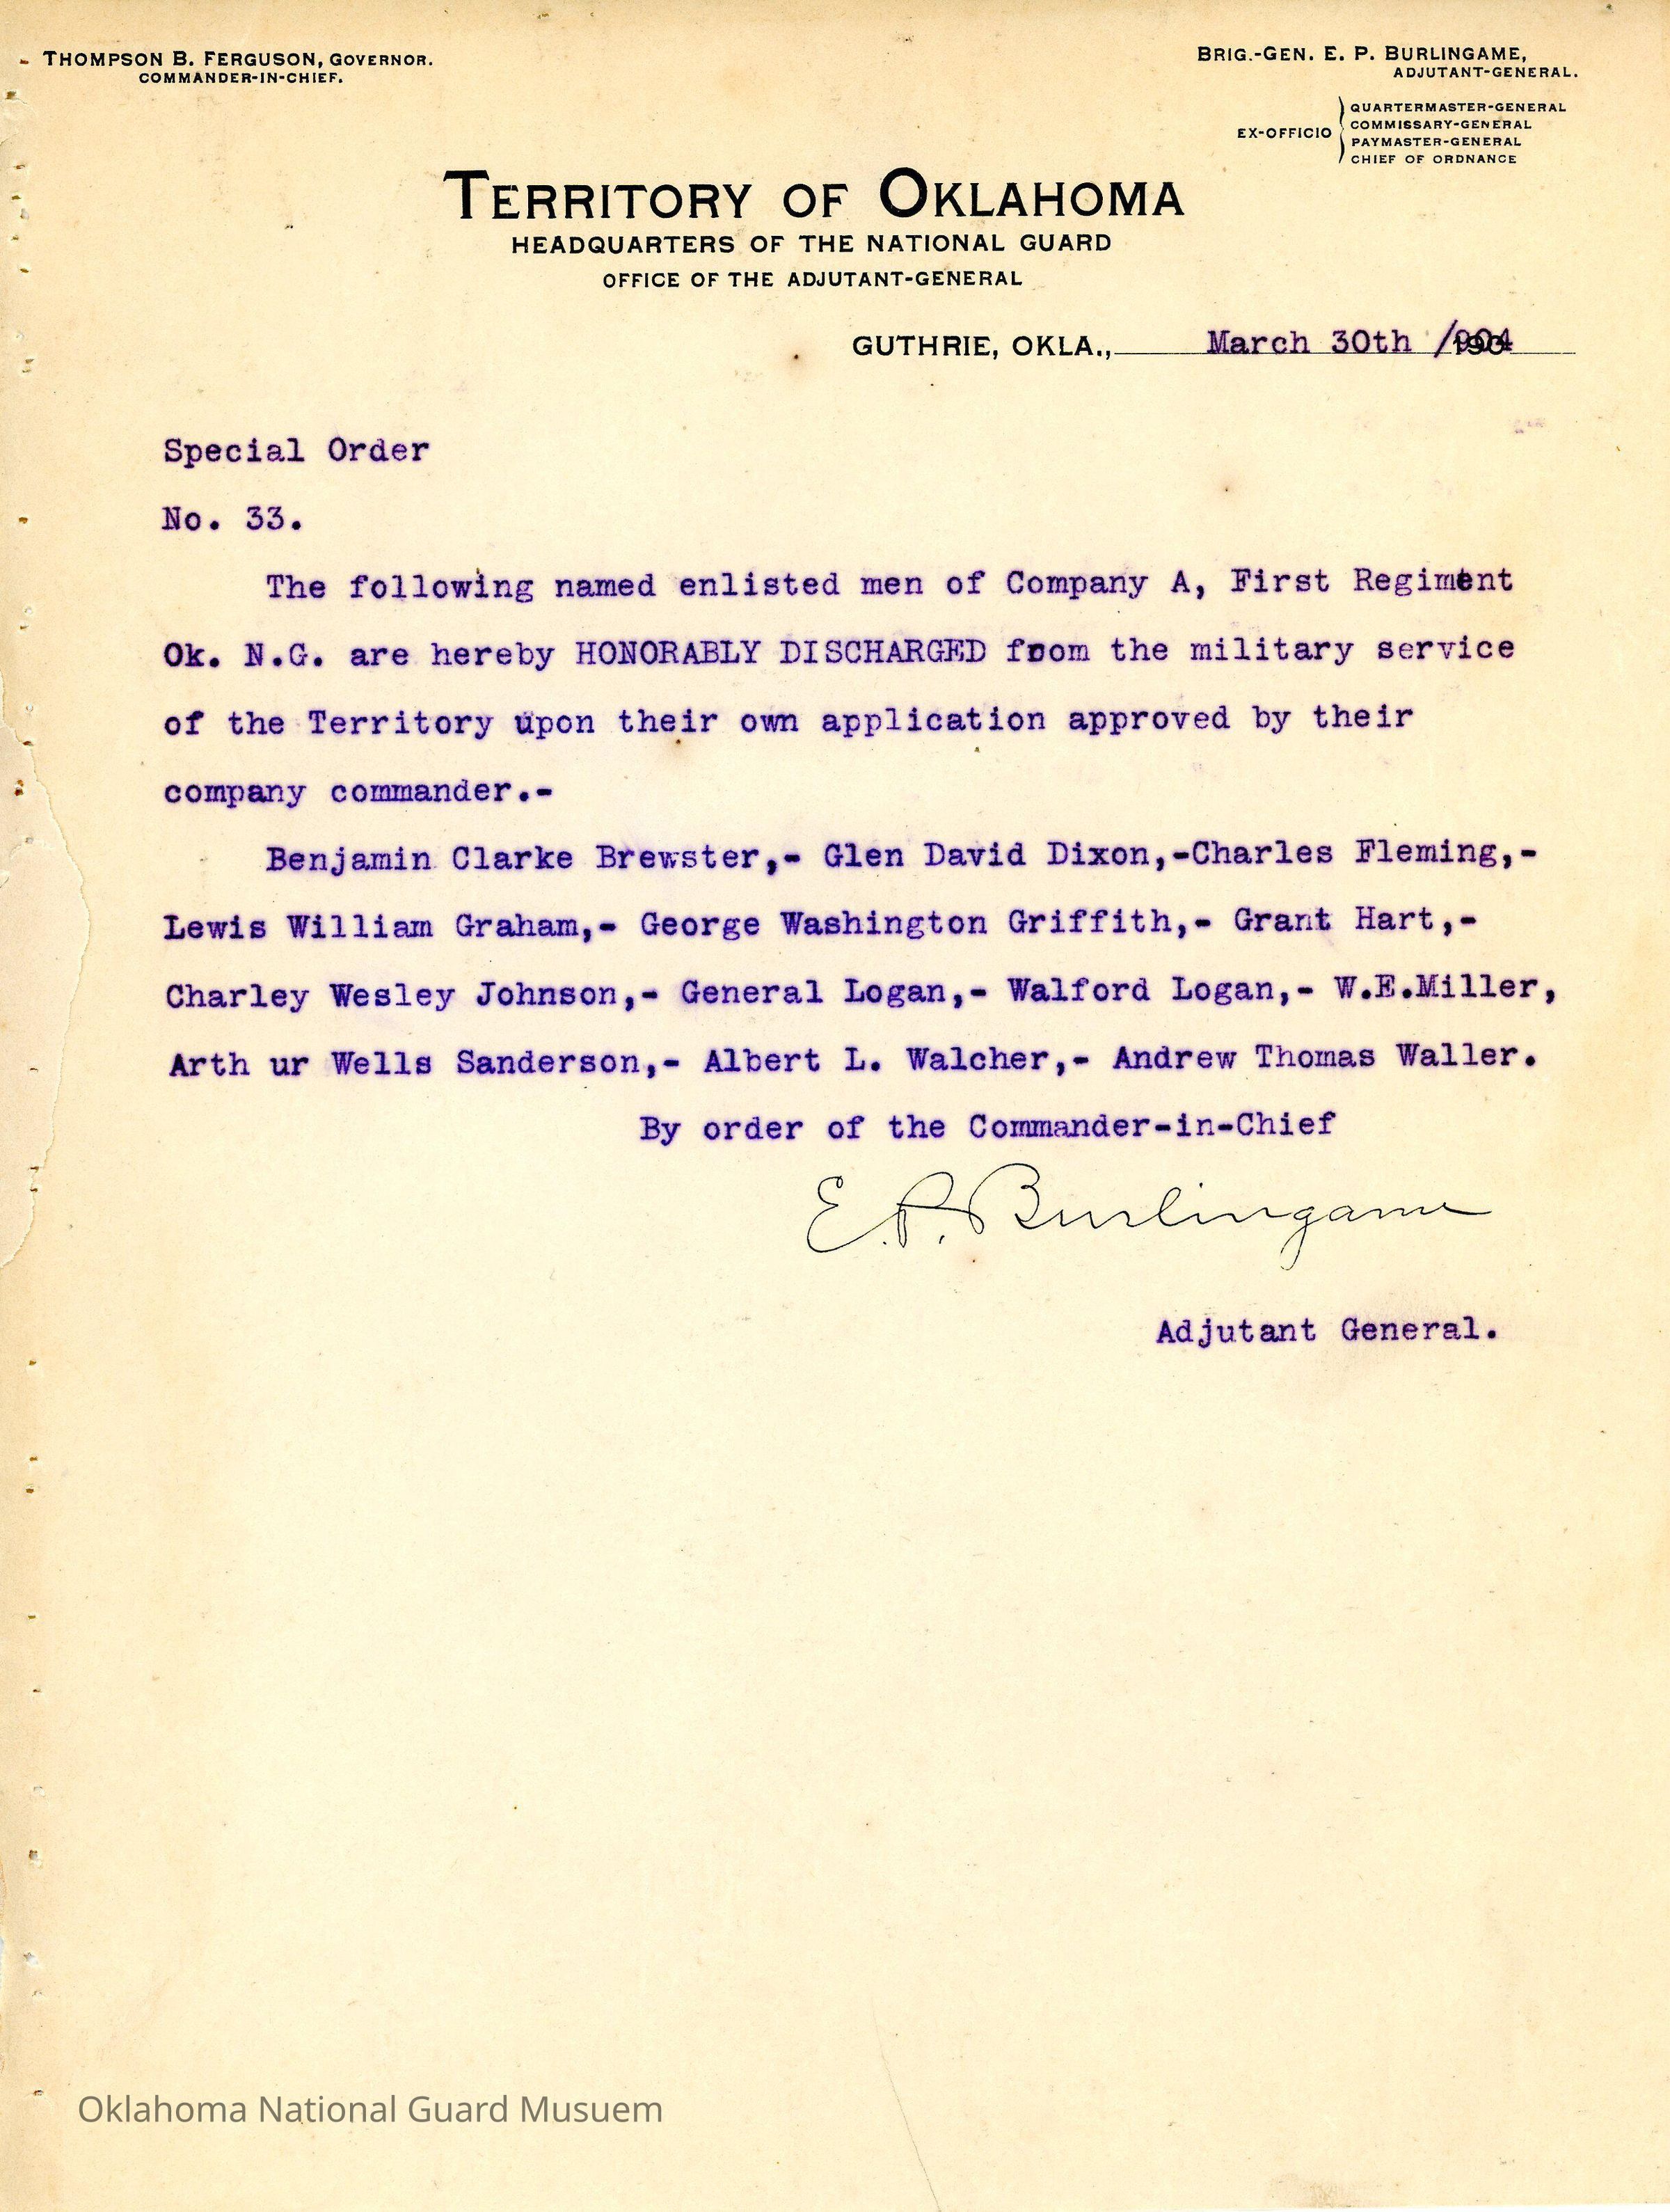 THOMPSON B. FERGUSON, GOVERNOR.
COMMANDER-IN-CHIEF.
BRIG.-GEN. E. P. BURLINGAME,
ADJUTANT-GENERAL.
EX-OFFICIO
QUARTERMASTER-GENERAL
COMMISSARY-GENERAL
PAYMASTER-GENERAL
CHIEF OF ORDNANCE
TERRITORY OF OKLAHOMA
HEADQUARTERS OF THE NATIONAL GUARD
OFFICE OF THE ADJUTANT-GENERAL
GUTHRIE, OKLA., March 30th /904
Special Order
No. 33.
The following named enlisted men of Company A, First Regiment
Ok. N.G. are hereby HONORABLY DISCHARGED from the military service
of the Territory upon their own application approved by their
company commander.-
Benjamin Clarke Brewster,- Glen David Dixon,-Charles Fleming,-
Lewis William Graham,- George Washington Griffith,- Grant Hart,-
Charley Wesley Johnson,- General Logan,- Walford Logan,- W.E.Miller,
Arth ur Wells Sanderson,- Albert L. Walcher,- Andrew Thomas Waller.
By order of the Commander-in-Chief
E. P. Burlingame
Adjutant General.
Oklahoma National Guard Musuem